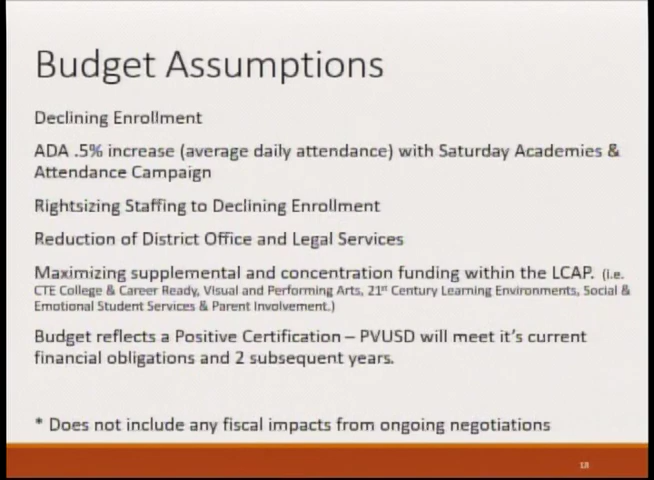 Budget Assumptions
Declining Enrollment
ADA .5% increase (average daily attendance) with Saturday Academies &
Attendance Campaign
Rightsizing Staffing to Declining Enrollment
Reduction of District Office and Legal Services
Maximizing supplemental and concentration funding within the LCAP. (i.e.
CTE College & Career Ready, Visual and Performing Arts, 21st Century Learning Environments, Social &
Emotional Student Services & Parent Involvement.)
Budget reflects a Positive Certification – PVUSD will meet it's current
financial obligations and 2 subsequent years.
* Does not include any fiscal impacts from ongoing negotiations
18